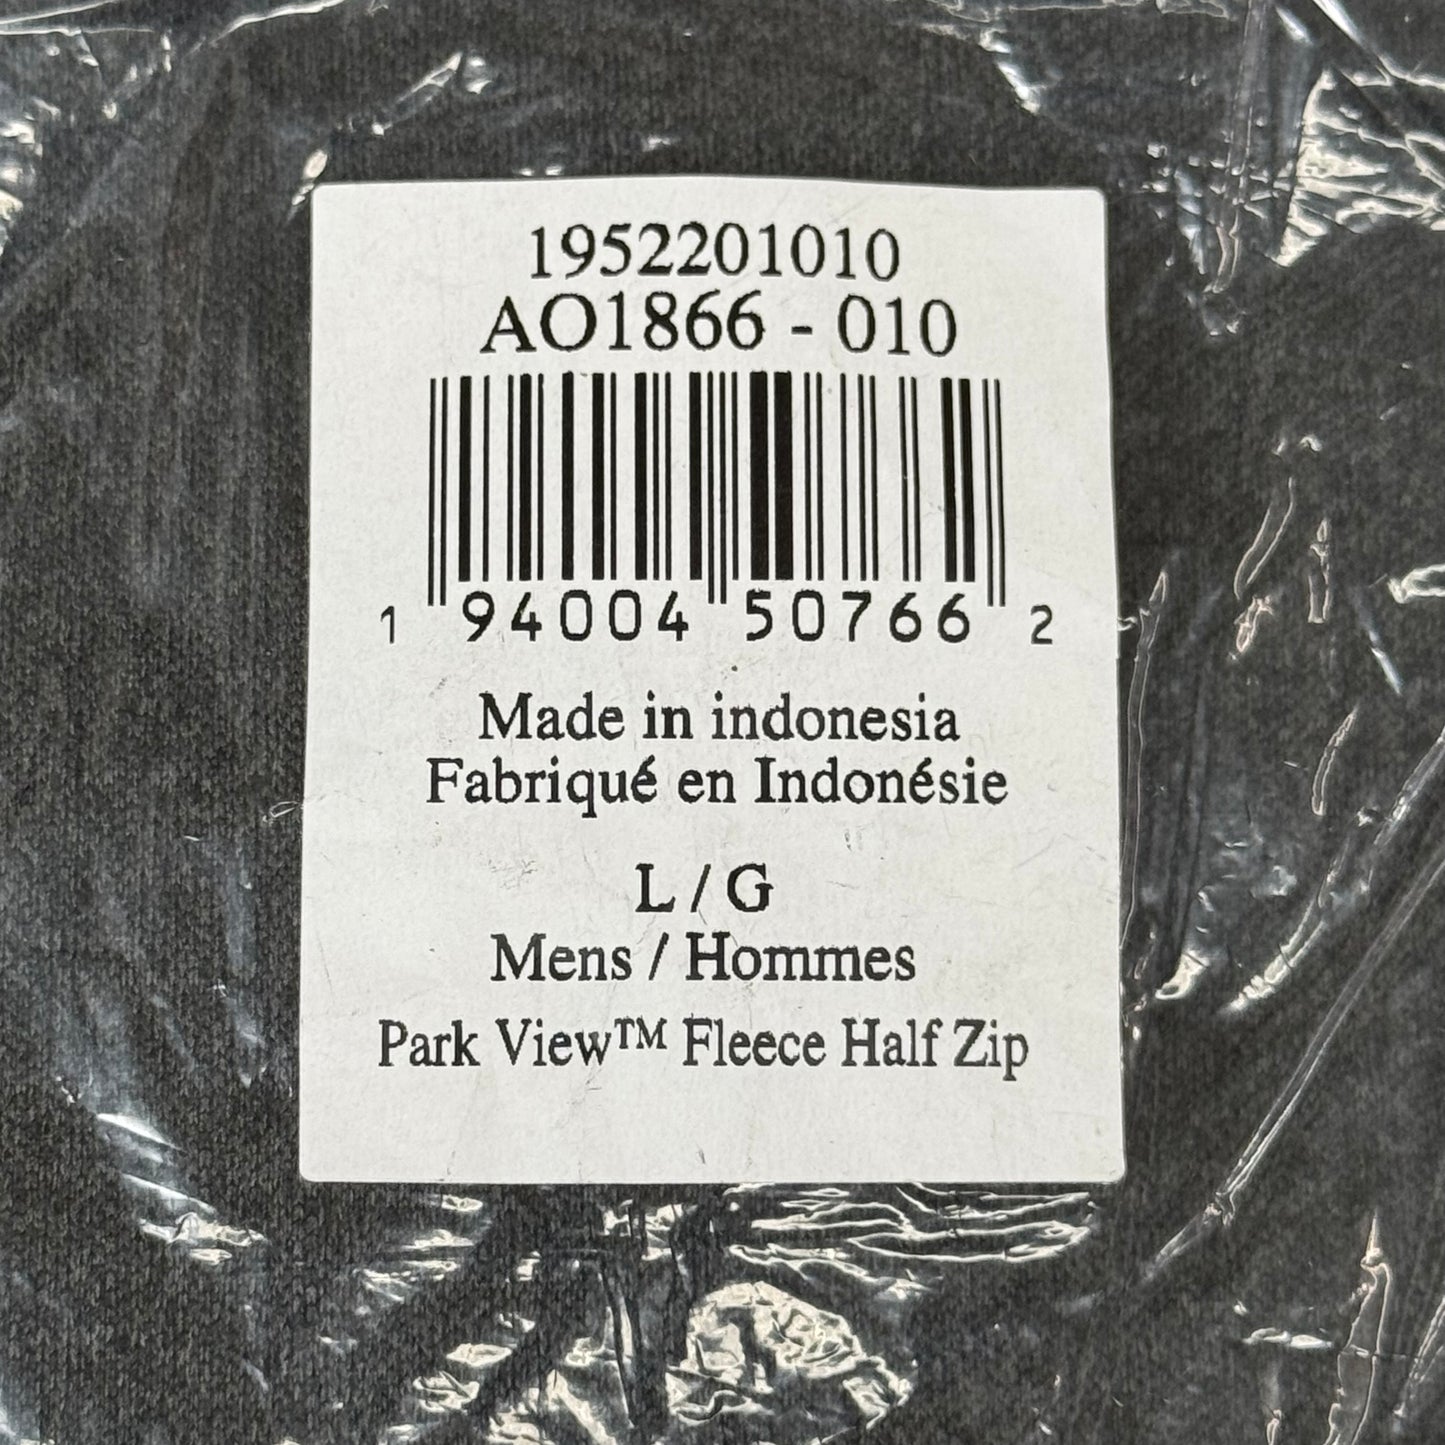 1952201010
AO1866 - 010
1 94004 50766 2
Made in indonesia
Fabriqué en Indonésie
L / G
Mens / Hommes
Park View™ Fleece Half Zip